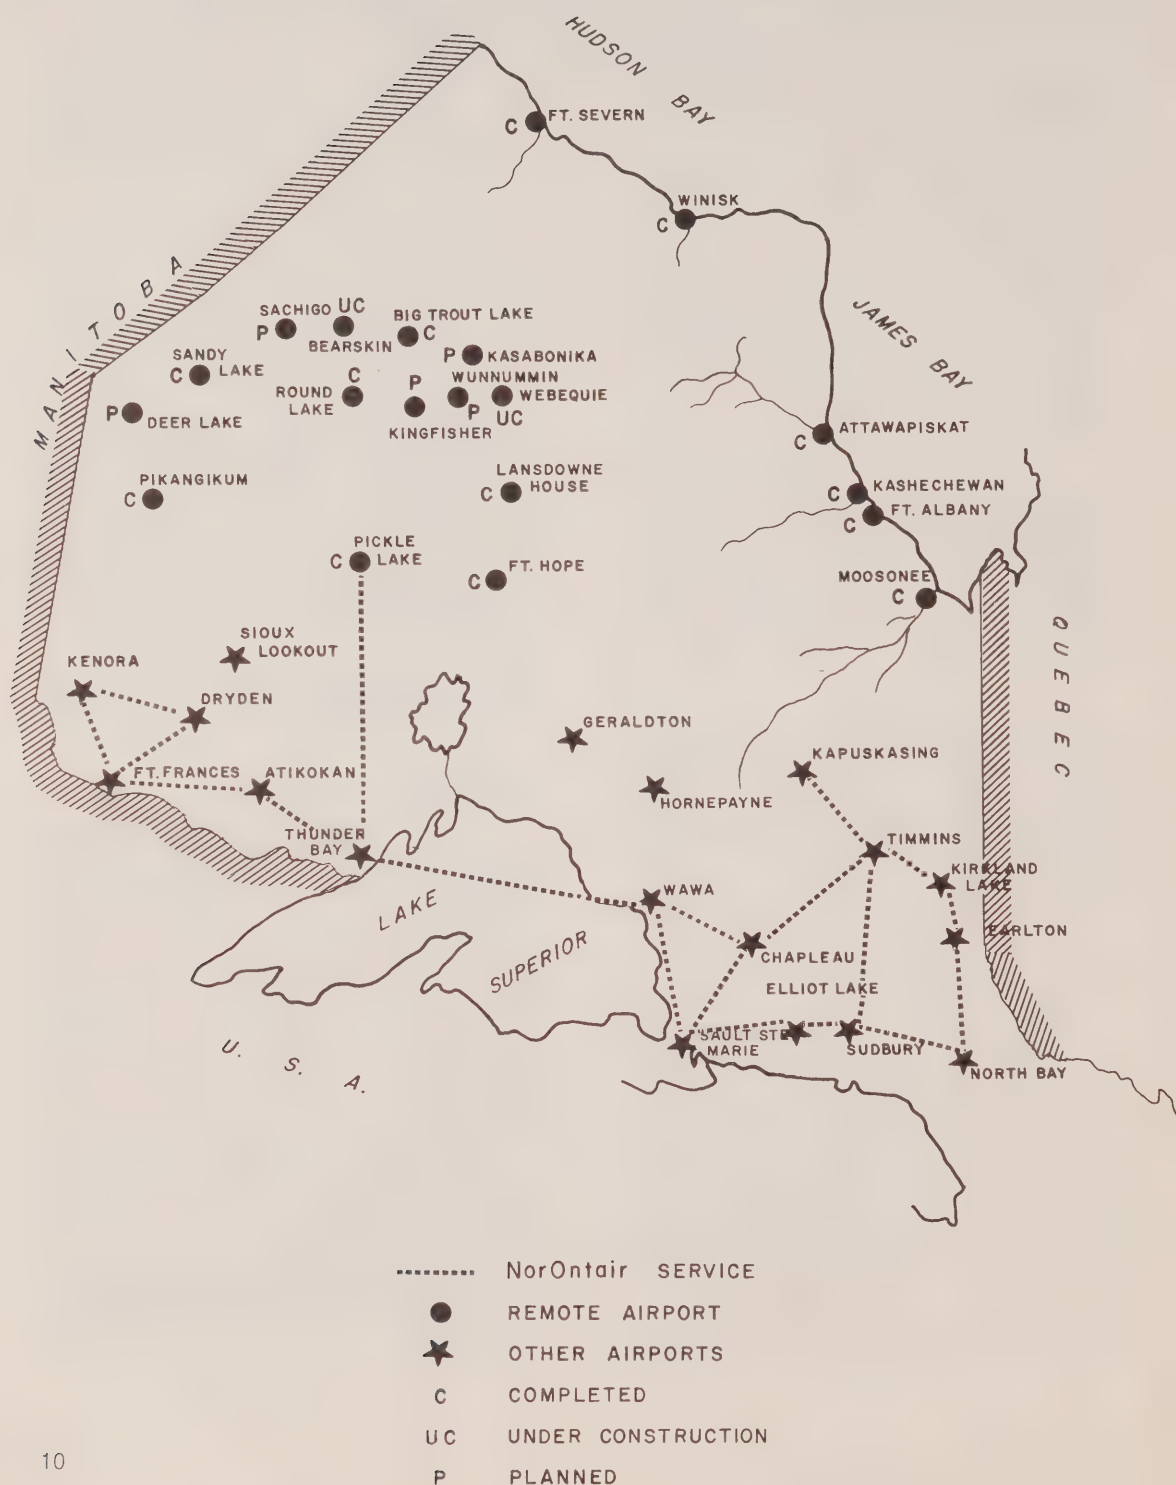 HUDSON BAY
C FT. SEVERN
WINISK
C
MANITOBA
SACHIGO UC
P
BEARSKIN
BIG TROUT LAKE
C
JAMES BAY
SANDY
C LAKE
P KASABONIKA
C
ROUND
LAKE
P
KINGFISHER
WUNNUMMIN
P
WEBEQUIE
UC
P
DEER LAKE
ATTAWAPISKAT
C
PIKANGIKUM
C
LANSDOWNE
C HOUSE
C KASHECHEWAN
C FT. ALBANY
PICKLE
C LAKE
FT. HOPE
C
MOOSONEE
C
QUEBEC
SIOUX
LOOKOUT
KENORA
DRYDEN
GERALDTON
KAPUSKASING
FT. FRANCES
ATIKOKAN
HORNEPAYNE
THUNDER
BAY
TIMMINS
KIRKLAND
LAKE
WAWA
LAKE
SUPERIOR
EARLTON
CHAPLEAU
ELLIOT LAKE
SAULT STE
MARIE
SUDBURY
NORTH BAY
U. S. A.
NorOntair SERVICE
REMOTE AIRPORT
OTHER AIRPORTS
C COMPLETED
UC UNDER CONSTRUCTION
P PLANNED
10